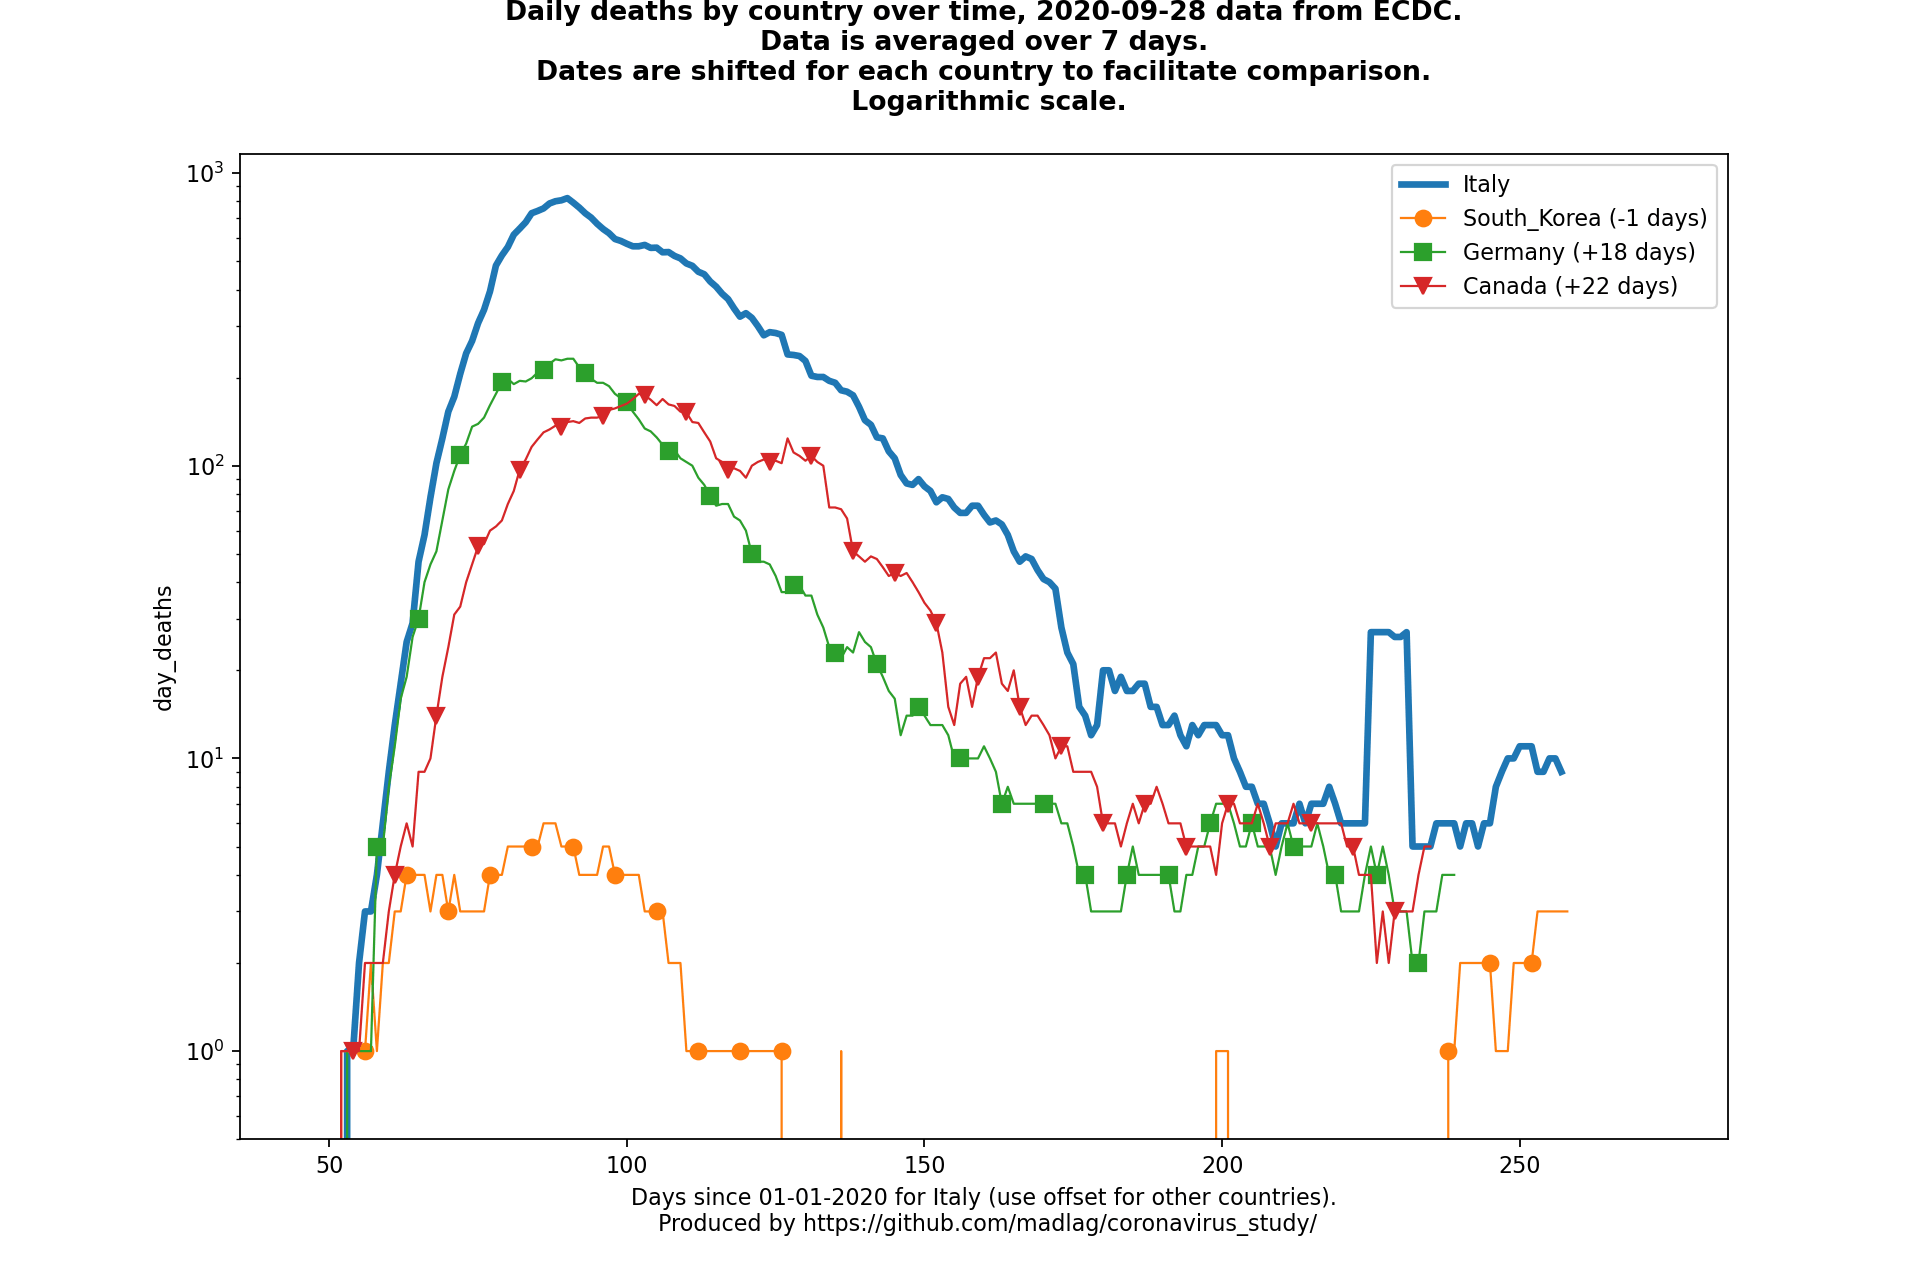 Daily deaths by country over time, 2020-09-28 data from ECDC.
Data is averaged over 7 days.
Dates are shifted for each country to facilitate comparison.
Logarithmic scale.
10³
10²
10¹
10⁰
day_deaths
Italy
South_Korea (-1 days)
Germany (+18 days)
Canada (+22 days)
50 100 150 200 250
Days since 01-01-2020 for Italy (use offset for other countries).
Produced by https://github.com/madlag/coronavirus_study/